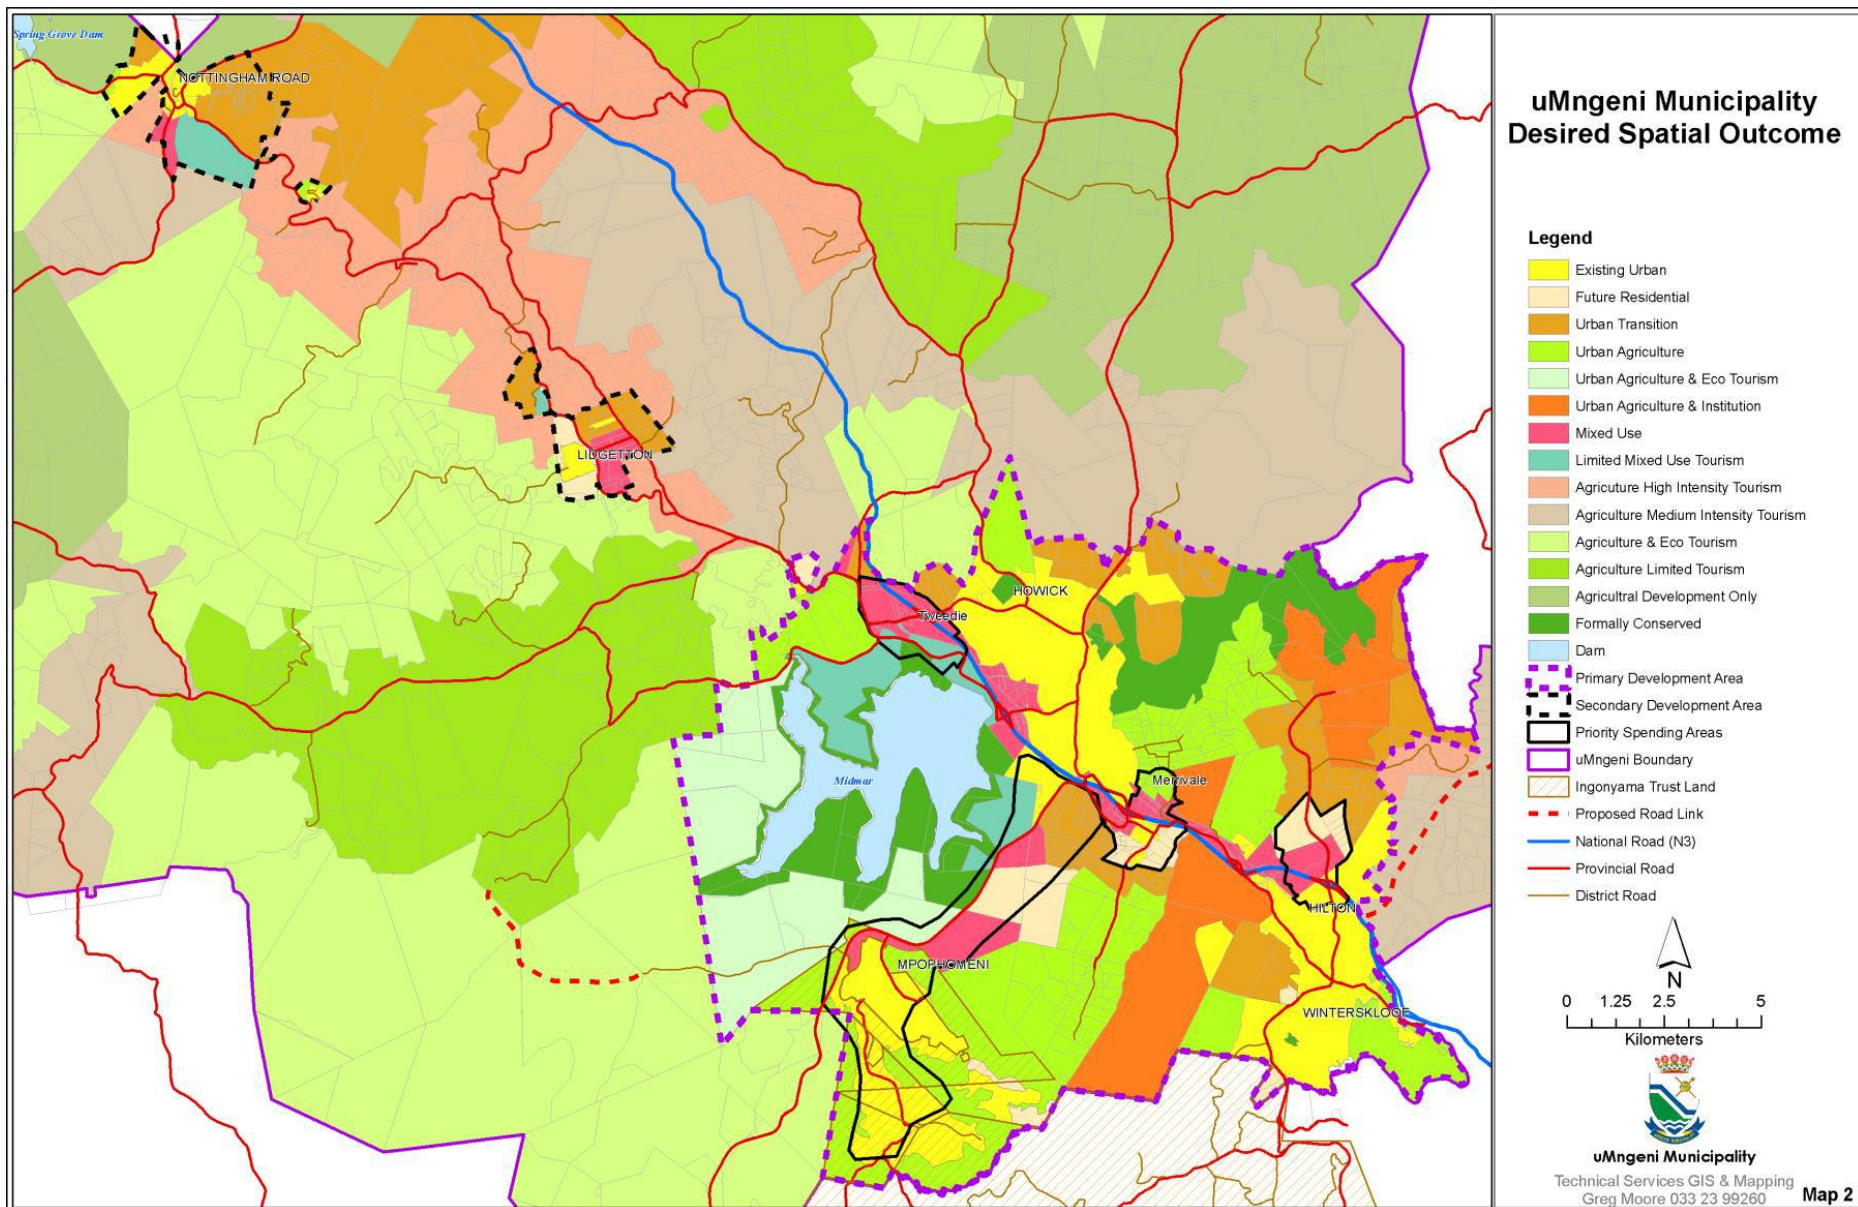 Spring Grove Dam
NOTTINGHAM ROAD
LIDGETTON
HOWICK
Tweedie
Midmar
Merrivale
HILTON
MPOPHOMENI
WINTERSKLOOF
uMngeni Municipality
Desired Spatial Outcome
Legend
Existing Urban
Future Residential
Urban Transition
Urban Agriculture
Urban Agriculture & Eco Tourism
Urban Agriculture & Institution
Mixed Use
Limited Mixed Use Tourism
Agricuture High Intensity Tourism
Agriculture Medium Intensity Tourism
Agriculture & Eco Tourism
Agriculture Limited Tourism
Agricultral Development Only
Formally Conserved
Dam
Primary Development Area
Secondary Development Area
Priority Spending Areas
uMngeni Boundary
Ingonyama Trust Land
Proposed Road Link
National Road (N3)
Provincial Road
District Road
N
0 1.25 2.5 5
Kilometers
uMngeni Municipality
Technical Services GIS & Mapping
Greg Moore 033 23 99260
Map 2